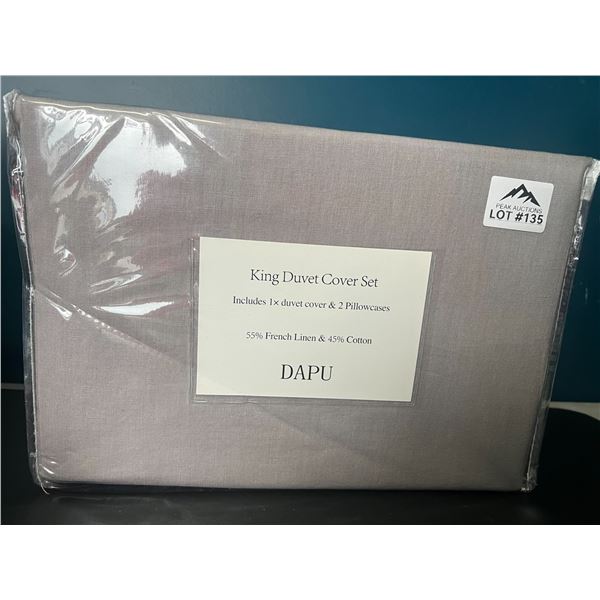 PEAK AUCTIONS
LOT #135
King Duvet Cover Set
Includes 1× duvet cover & 2 Pillowcases
55% French Linen & 45% Cotton
DAPU